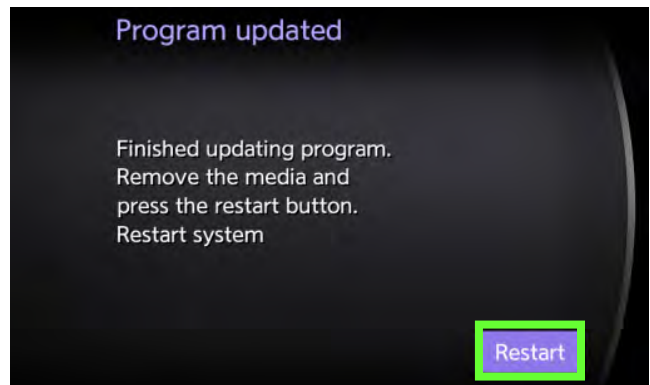 Program updated
Finished updating program.
Remove the media and
press the restart button.
Restart system
Restart